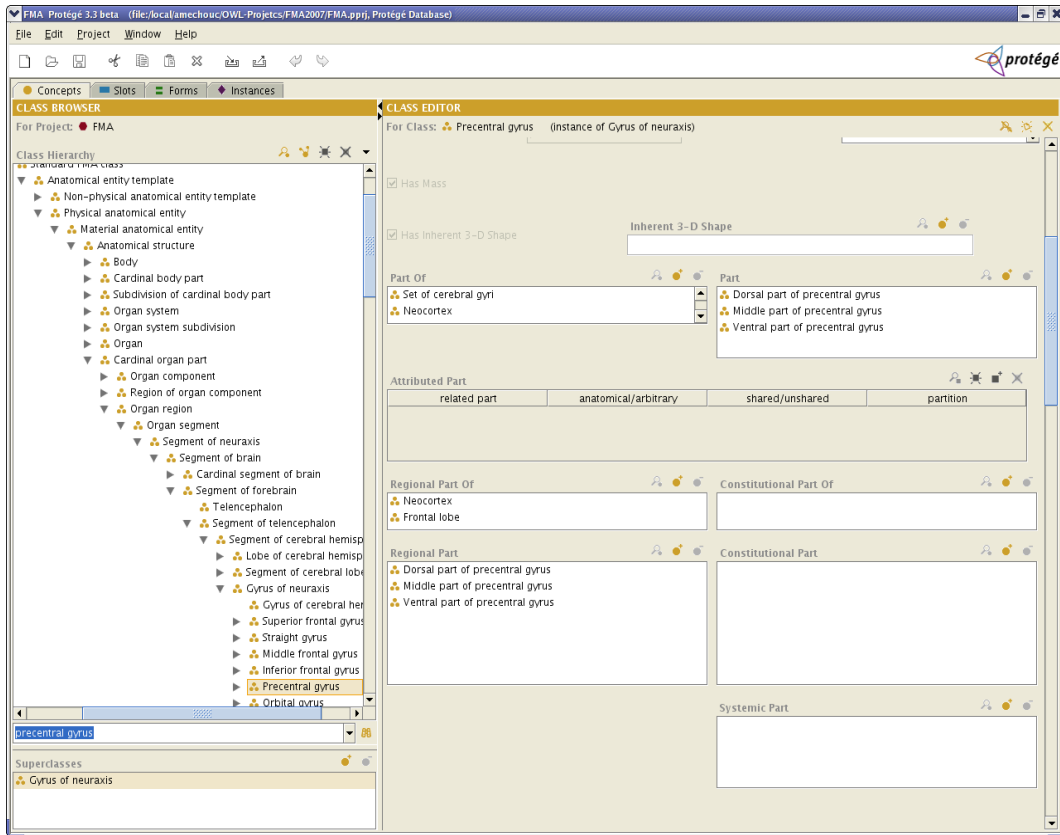 FMA Protégé 3.3 beta (file:/local/amechouc/OWL-Projetcs/FMA2007/FMA.pprj, Protégé Database)
File Edit Project Window Help
protégé
Concepts Slots Forms Instances
CLASS BROWSER
For Project: FMA
Class Hierarchy
Standard FMA class
Anatomical entity template
Non-physical anatomical entity template
Physical anatomical entity
Material anatomical entity
Anatomical structure
Body
Cardinal body part
Subdivision of cardinal body part
Organ system
Organ system subdivision
Organ
Cardinal organ part
Organ component
Region of organ component
Organ region
Organ segment
Segment of neuraxis
Segment of brain
Cardinal segment of brain
Segment of forebrain
Telencephalon
Segment of telencephalon
Segment of cerebral hemisp
Lobe of cerebral hemisp
Segment of cerebral lobe
Gyrus of neuraxis
Gyrus of cerebral her
Superior frontal gyrus
Straight gyrus
Middle frontal gyrus
Inferior frontal gyrus
Precentral gyrus
Orbital gyrus
precentral gyrus
Superclasses
Gyrus of neuraxis
CLASS EDITOR
For Class: Precentral gyrus (instance of Gyrus of neuraxis)
Has Mass
Has Inherent 3-D Shape
Inherent 3-D Shape
Part Of
Set of cerebral gyri
Neocortex
Part
Dorsal part of precentral gyrus
Middle part of precentral gyrus
Ventral part of precentral gyrus
Attributed Part
related part anatomical/arbitrary shared/unshared partition
Regional Part Of
Neocortex
Frontal lobe
Constitutional Part Of
Regional Part
Dorsal part of precentral gyrus
Middle part of precentral gyrus
Ventral part of precentral gyrus
Constitutional Part
Systemic Part